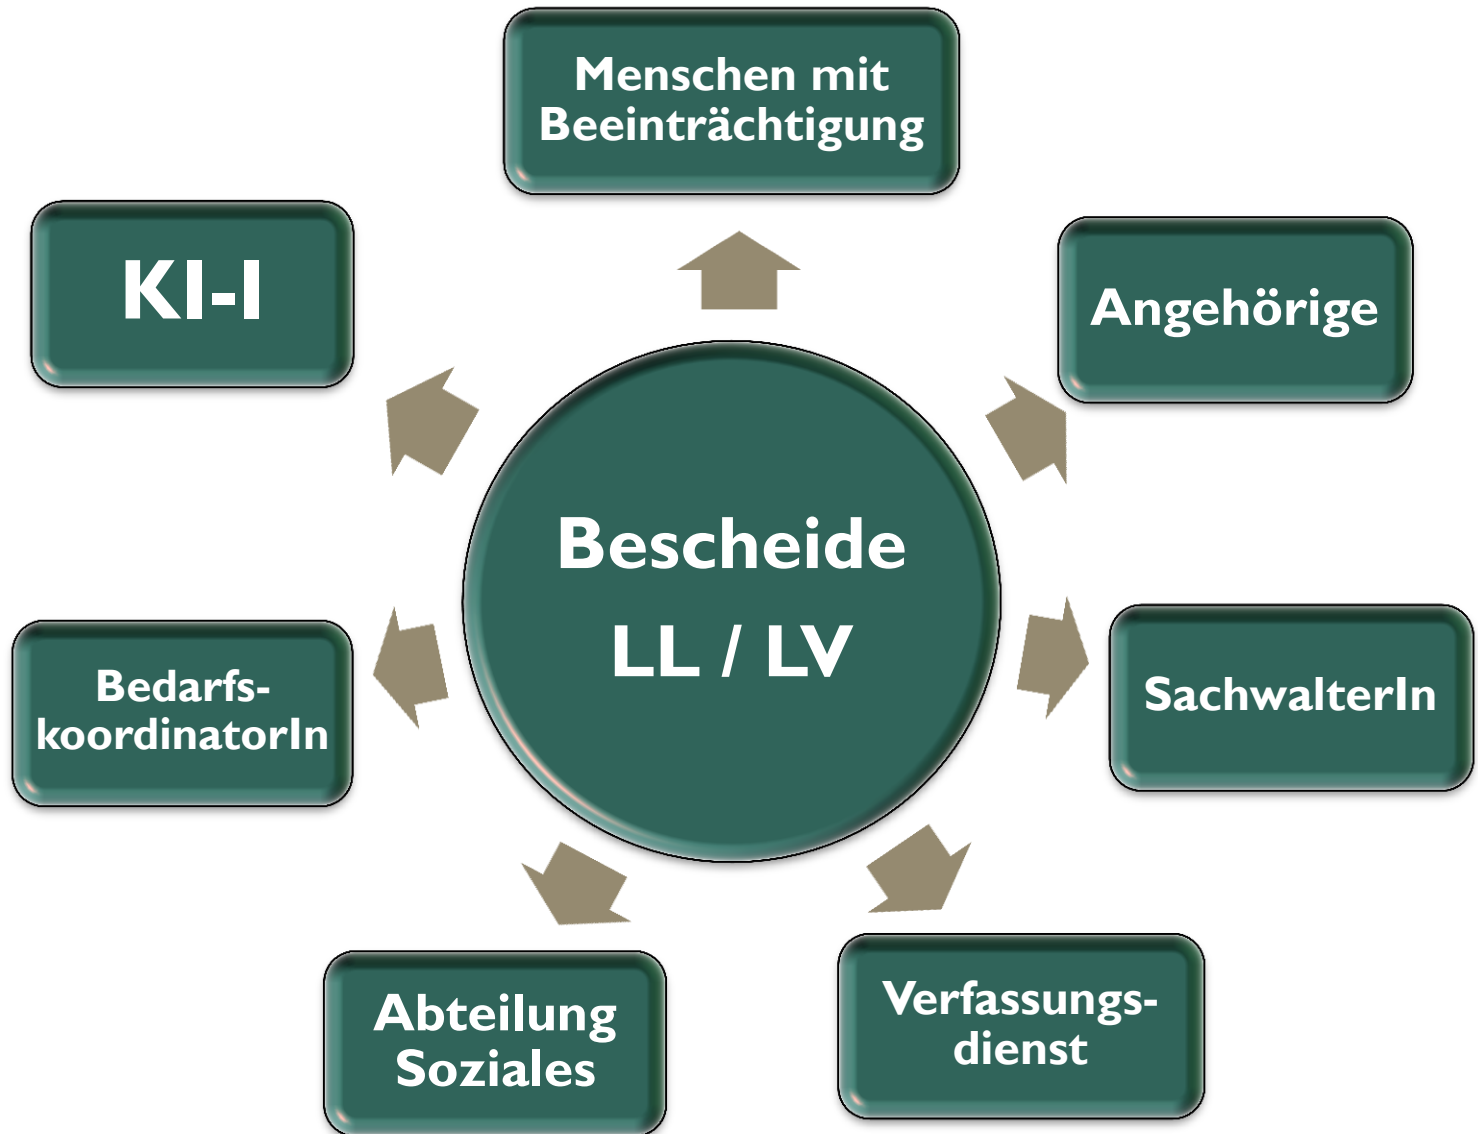 Menschen mit
Beeinträchtigung
KI-I
Angehörige
Bescheide
LL / LV
Bedarfs-
koordinatorIn
SachwalterIn
Abteilung
Soziales
Verfassungs-
dienst